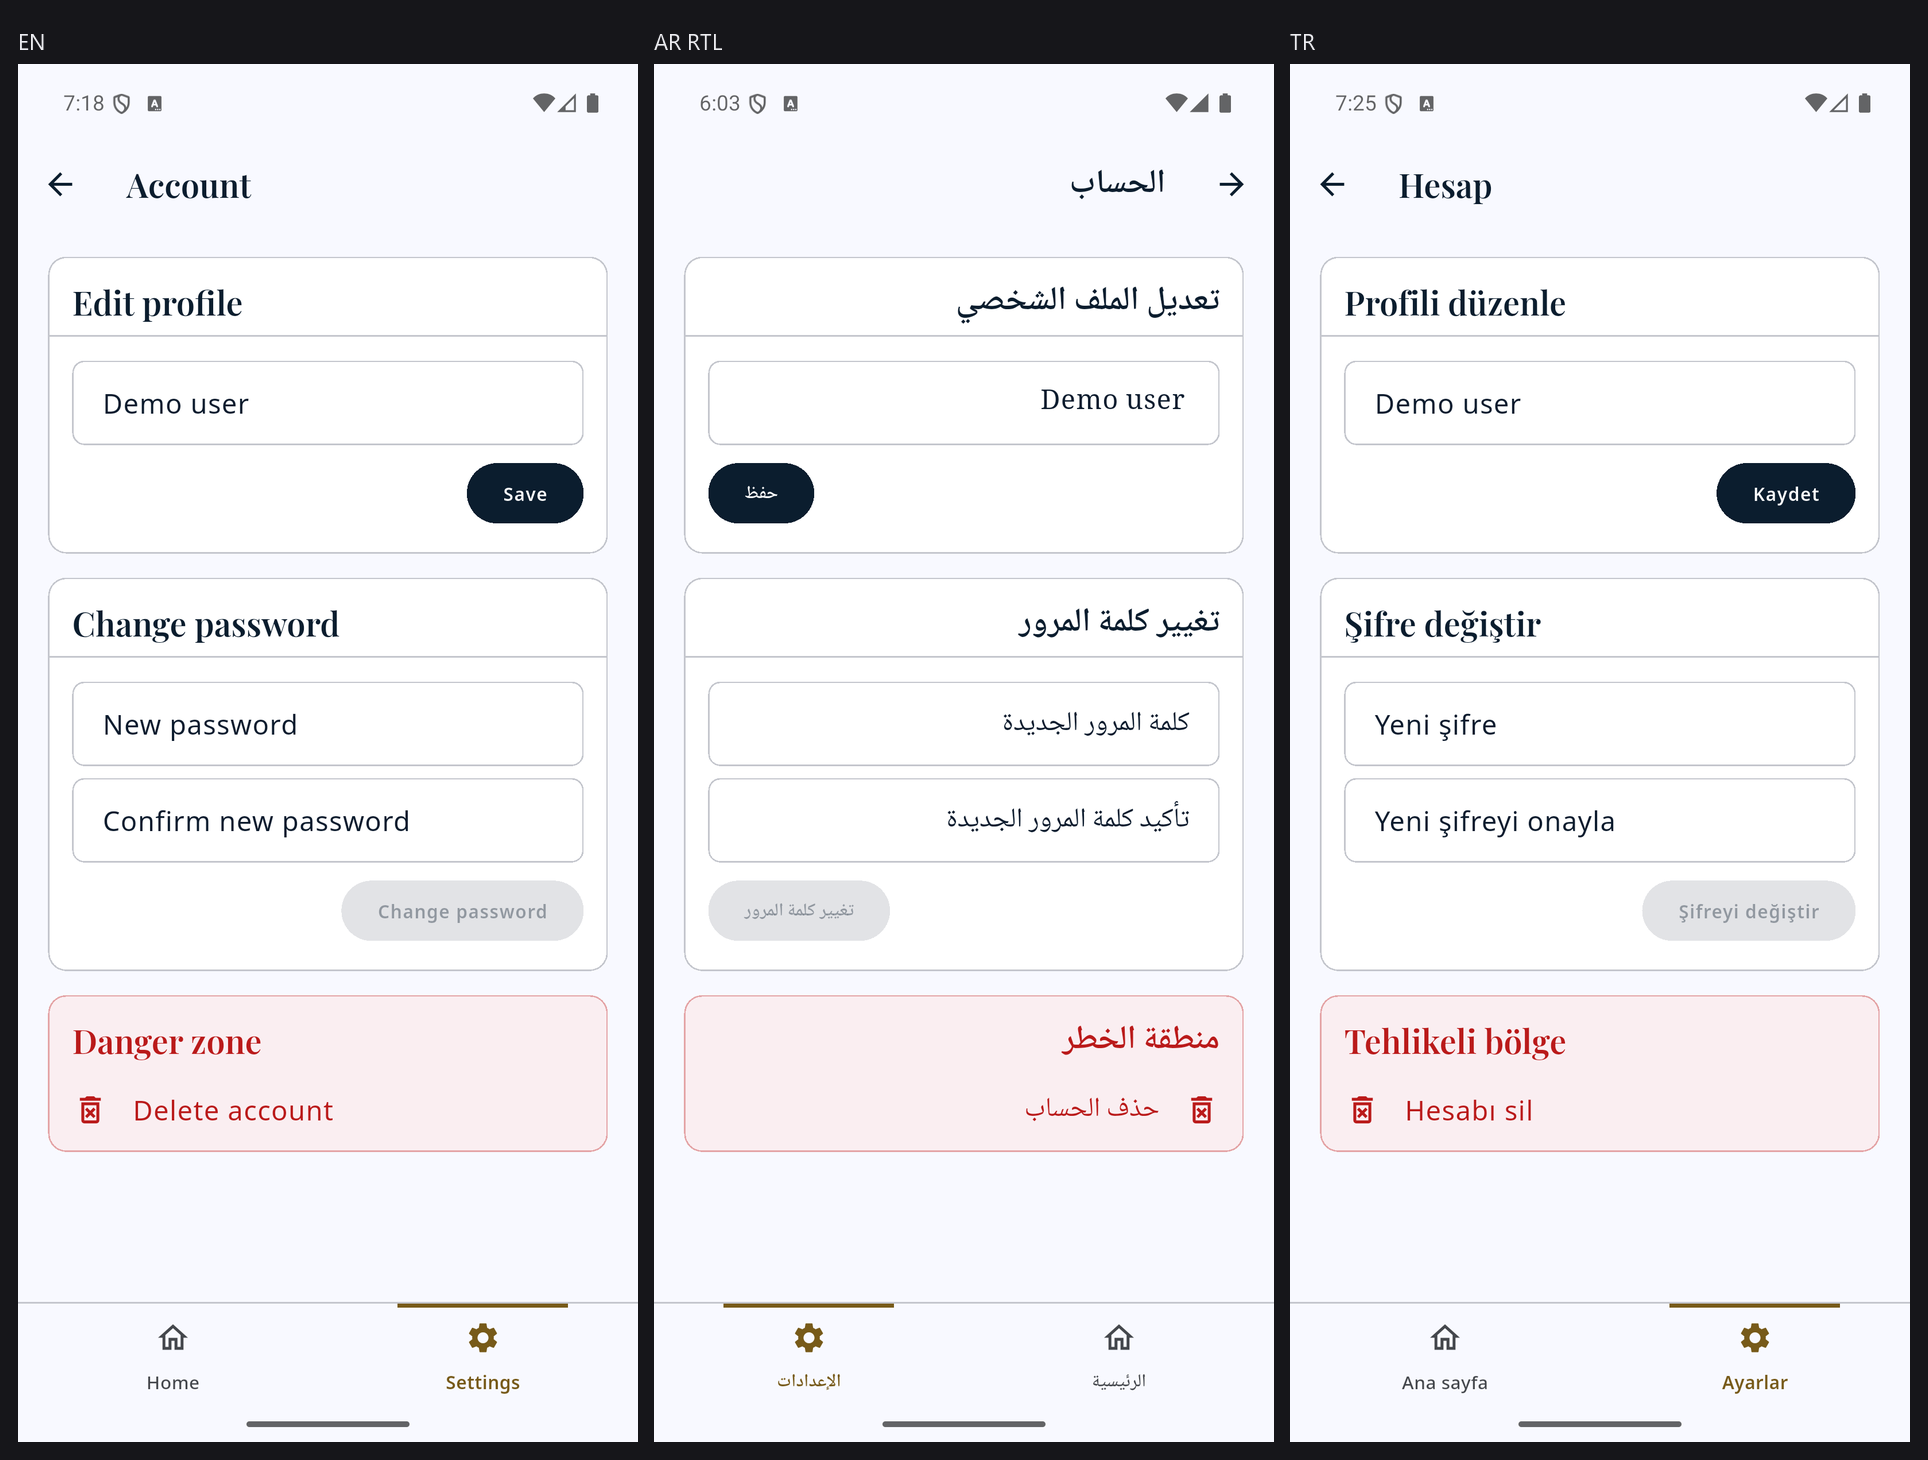 EN
7:18
Account
Edit profile
Demo user
Save
Change password
New password
Confirm new password
Change password
Danger zone
Delete account
Home
Settings
AR RTL
6:03
الحساب
تعديل الملف الشخصي
Demo user
حفظ
تغيير كلمة المرور
كلمة المرور الجديدة
تأكيد كلمة المرور الجديدة
تغيير كلمة المرور
منطقة الخطر
حذف الحساب
الرئيسية
الإعدادات
TR
7:25
Hesap
Profili düzenle
Demo user
Kaydet
Şifre değiştir
Yeni şifre
Yeni şifreyi onayla
Şifreyi değiştir
Tehlikeli bölge
Hesabı sil
Ana sayfa
Ayarlar